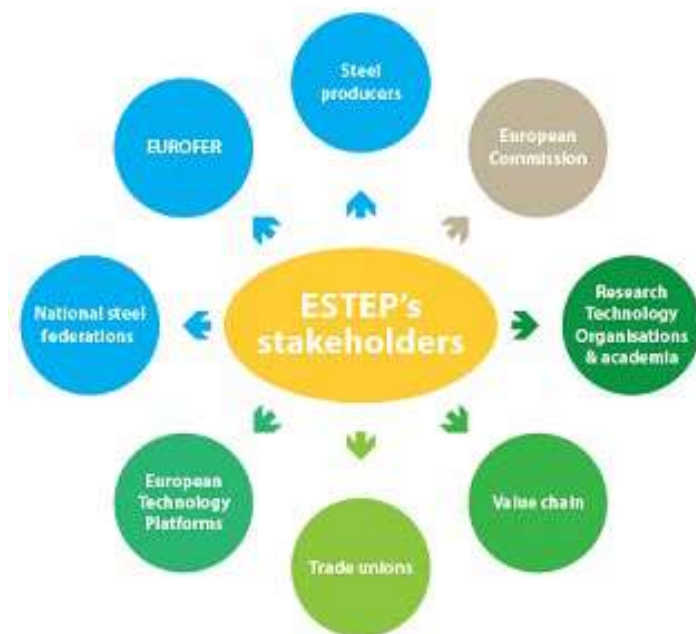 Steel
producers
EUROFER
European
Commission
National steel
federations
ESTEP's
stakeholders
Research
Technology
Organisations
& academia
European
Technology
Platforms
Value chain
Trade unions